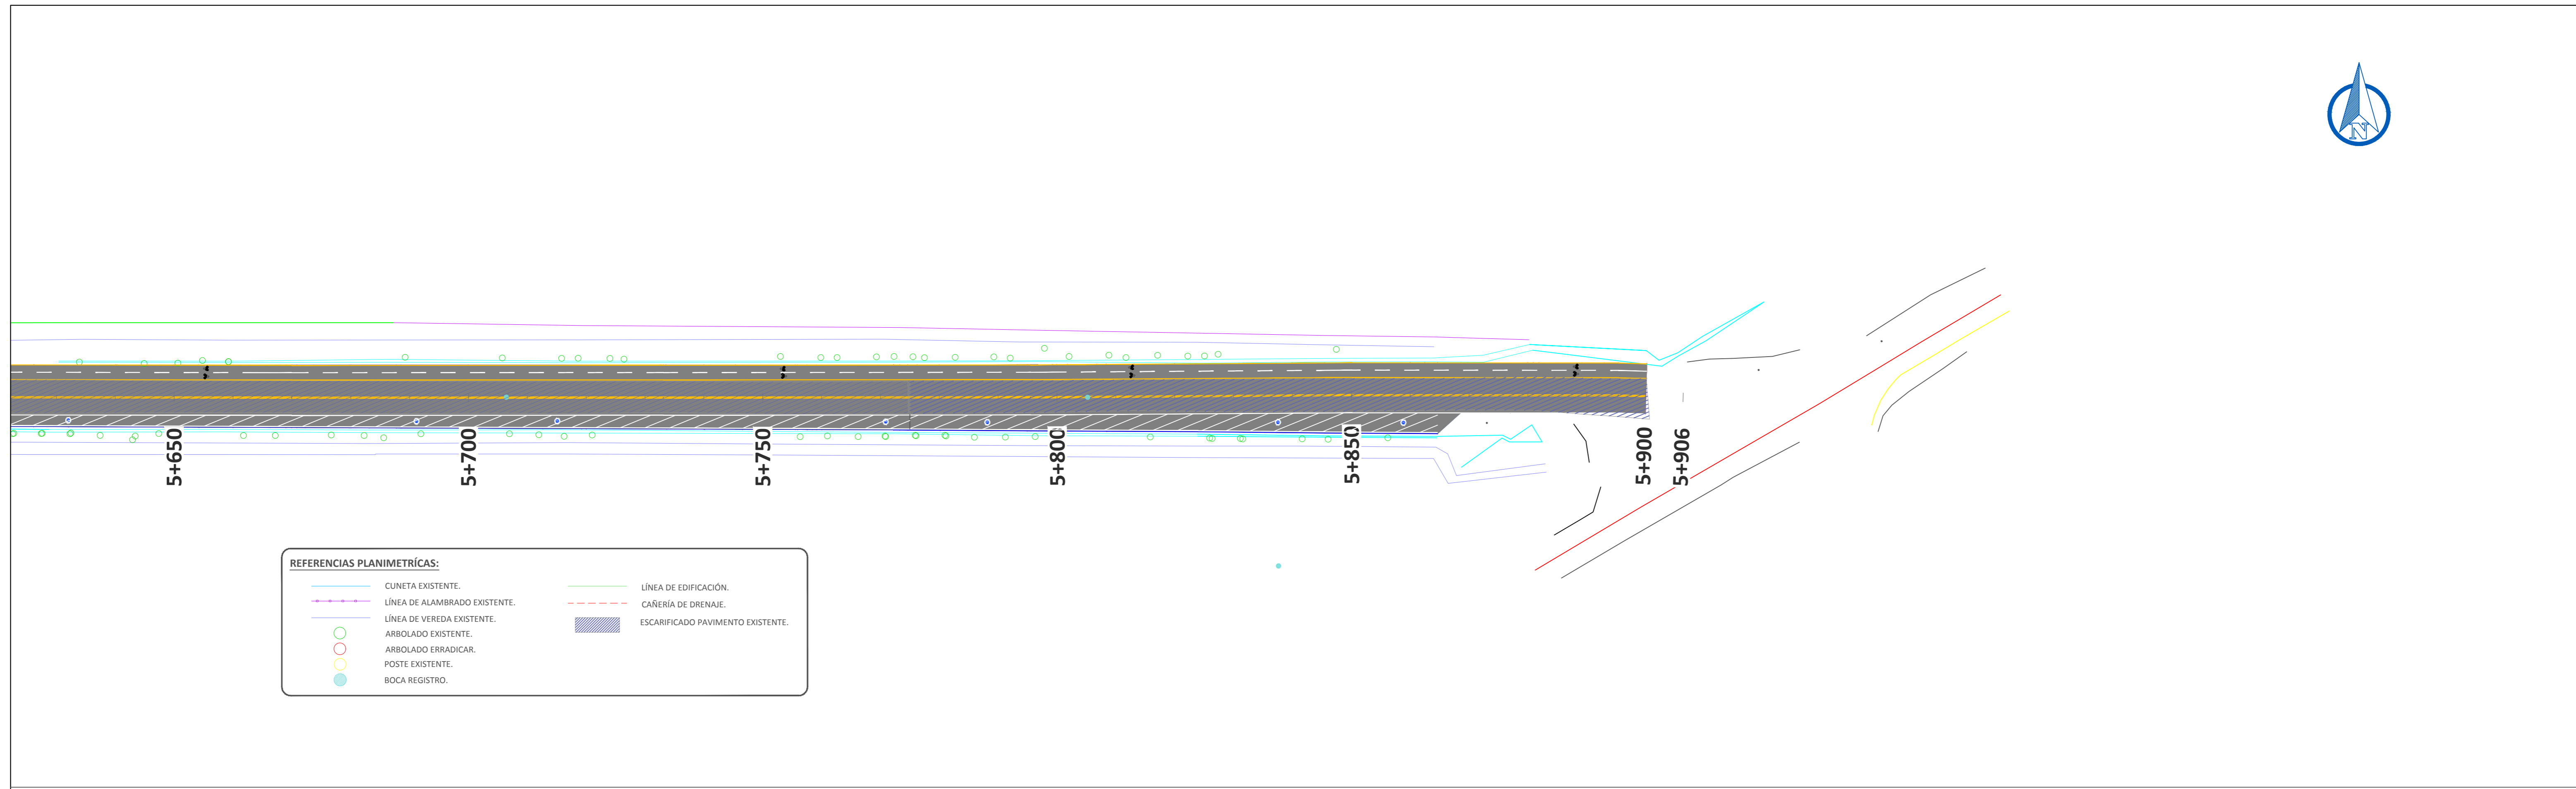 N
5+650
5+700
5+750
5+800
5+850
5+900
5+906
REFERENCIAS PLANIMETRÍCAS:
CUNETA EXISTENTE.
LÍNEA DE ALAMBRADO EXISTENTE.
LÍNEA DE VEREDA EXISTENTE.
ARBOLADO EXISTENTE.
ARBOLADO ERRADICAR.
POSTE EXISTENTE.
BOCA REGISTRO.
LÍNEA DE EDIFICACIÓN.
CAÑERÍA DE DRENAJE.
ESCARIFICADO PAVIMENTO EXISTENTE.